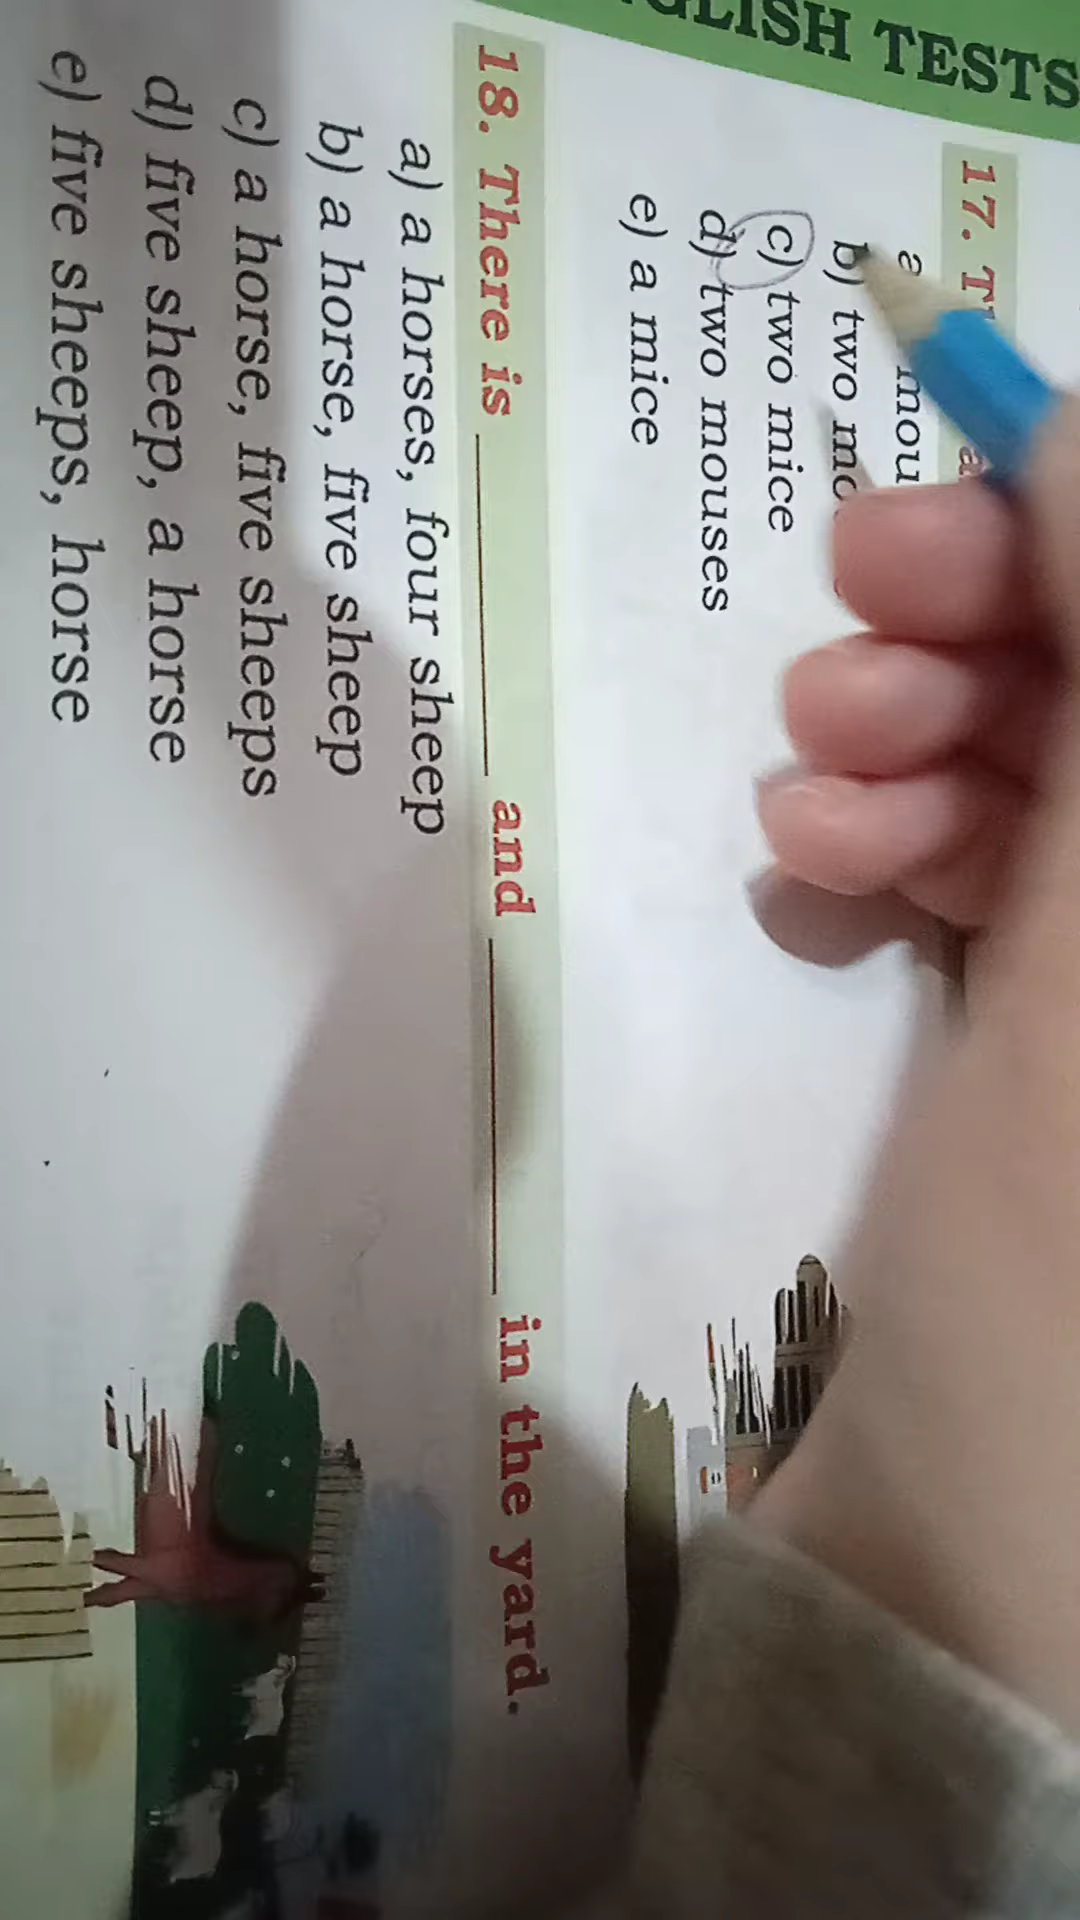 ENGLISH TESTS
17.
b) two
c) two mice
d) two mouses
e) a mice
18. There is ________ and ________ in the yard.
a) a horses, four sheep
b) a horse, five sheep
c) a horse, five sheeps
d) five sheep, a horse
e) five sheeps, horse